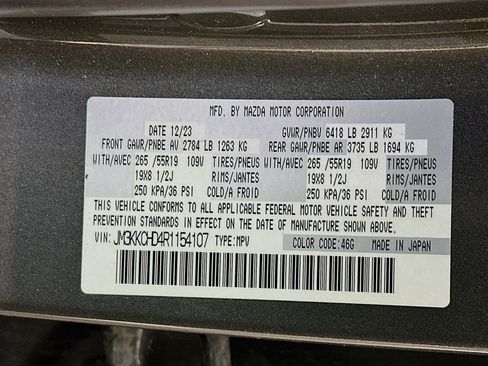 MFD. BY MAZDA MOTOR CORPORATION
DATE 12/23 GVWR/PNBV 6418 LB 2911 KG
FRONT GAWR/PNBE AV 2784 LB 1263 KG REAR GAWR/PNBE AR 3735 LB 1694 KG
WITH/AVEC 265 /55R19 109V TIRES/PNEUS WITH/AVEC 265 /55R19 109V TIRES/PNEUS
19X8 1/2J RIMS/JANTES 19X8 1/2J RIMS/JANTES
250 KPA/36 PSI COLD/A FROID 250 KPA/36 PSI COLD/A FROID
THIS VEHICLE CONFORMS TO ALL APPLICABLE FEDERAL MOTOR VEHICLE SAFETY AND THEFT
PREVENTION STANDARDS IN EFFECT ON THE DATE OF MANUFACTURE SHOWN ABOVE.
VIN: JM3KKCHD4R1154107 TYPE:MPV COLOR CODE:46G MADE IN JAPAN